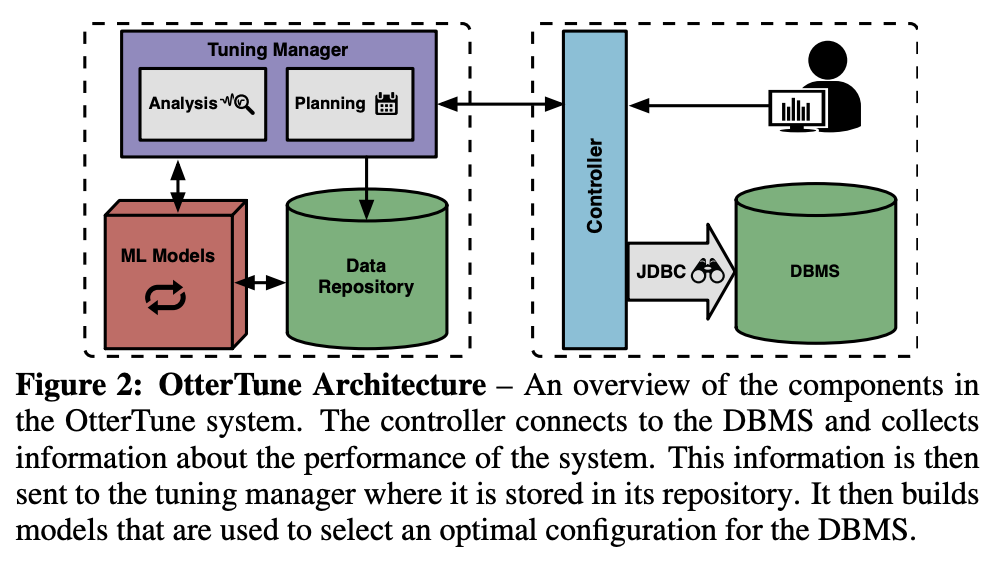 Tuning Manager
Analysis
Planning
ML Models
Data
Repository
Controller
JDBC
DBMS
Figure 2: OtterTune Architecture – An overview of the components in
the OtterTune system. The controller connects to the DBMS and collects
information about the performance of the system. This information is then
sent to the tuning manager where it is stored in its repository. It then builds
models that are used to select an optimal configuration for the DBMS.